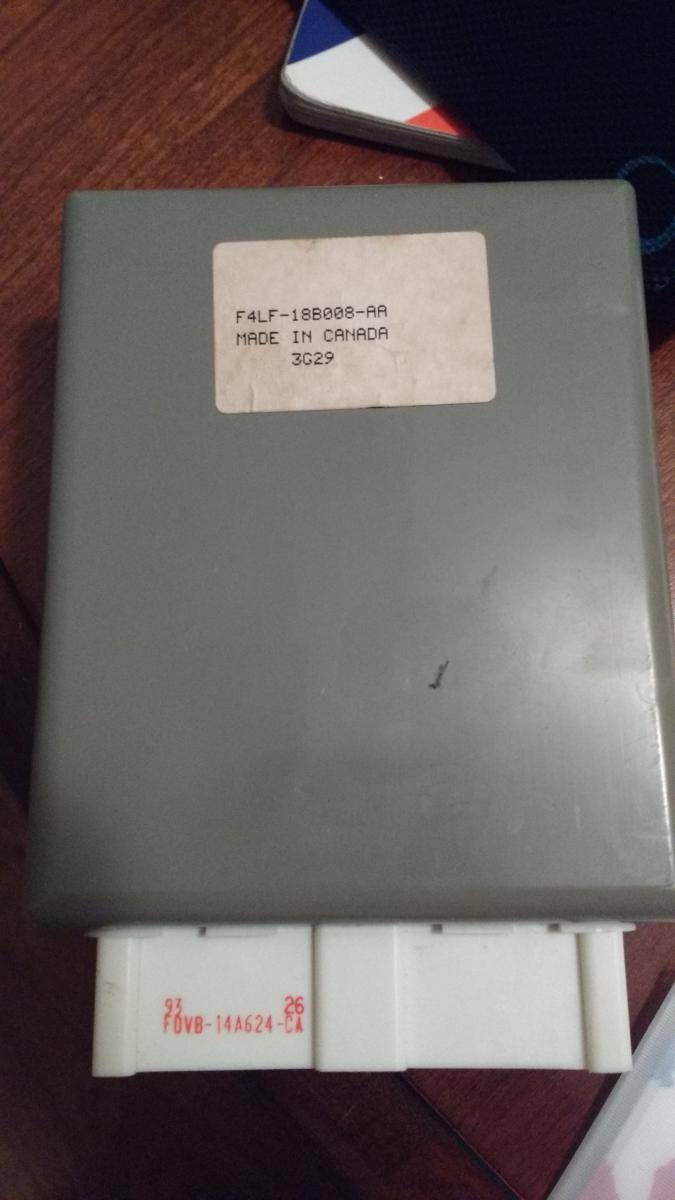 F4LF-18B008-AA
MADE IN CANADA
3G29
93 26
F0VB-14A624-CA